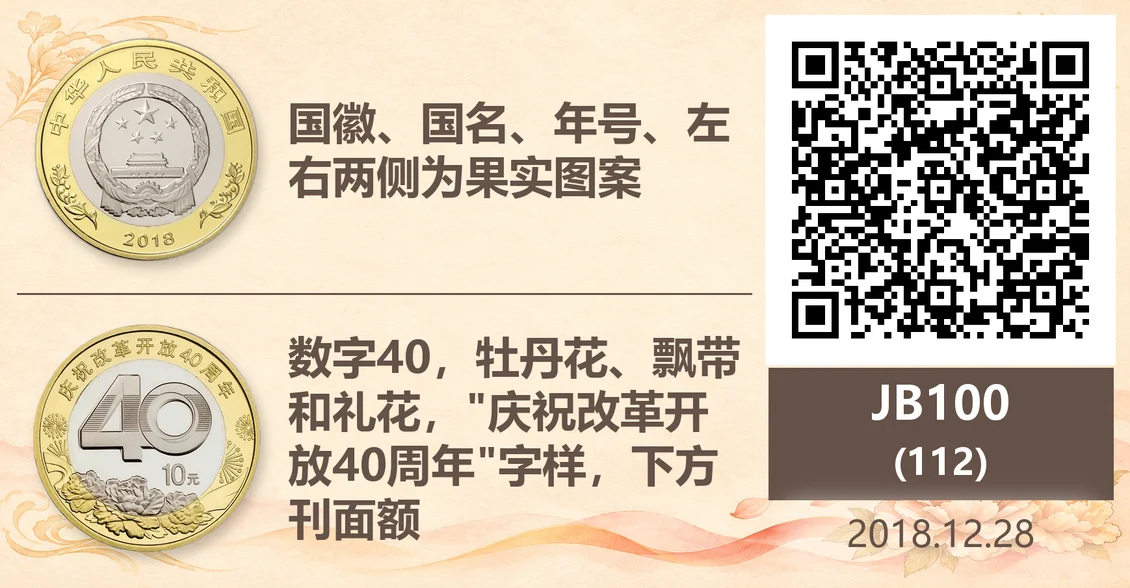 中华人民共和国
2018
国徽、国名、年号、左
右两侧为果实图案
庆祝改革开放40周年
40
10元
数字40，牡丹花、飘带
和礼花，"庆祝改革开
放40周年"字样，下方
刊面额
JB100
(112)
2018.12.28